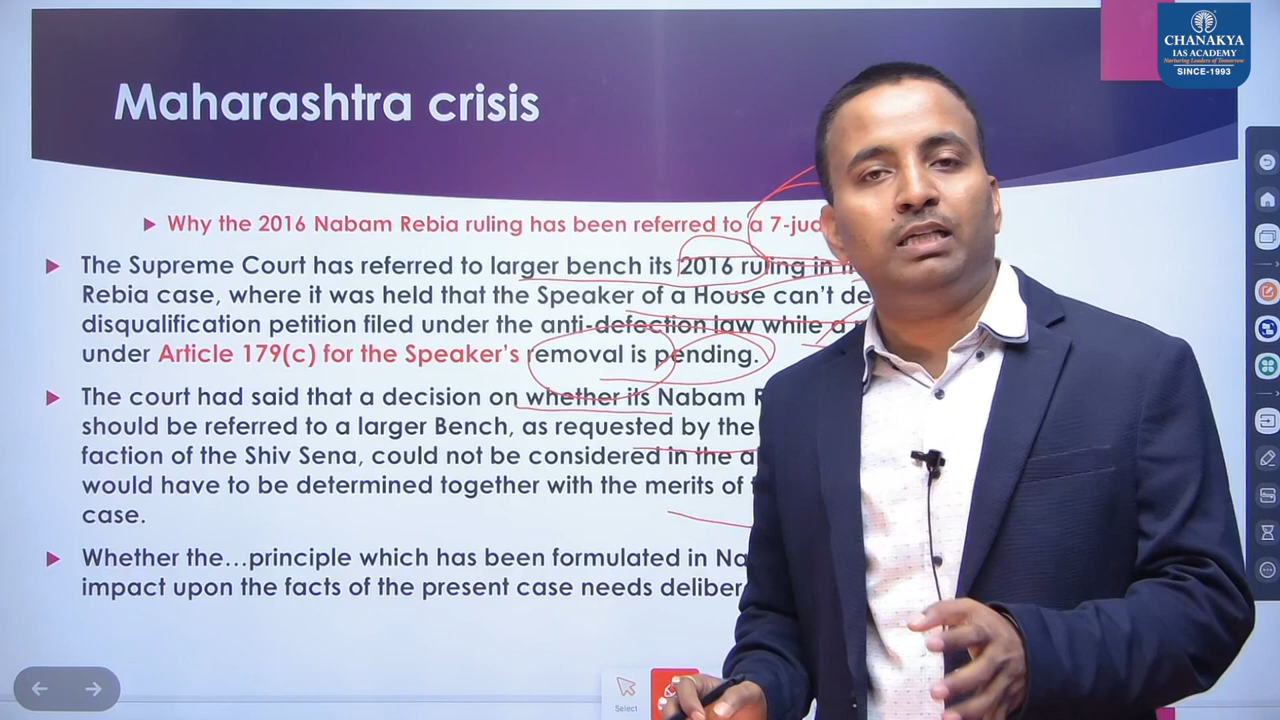 CHANAKYA
IAS ACADEMY
Nurturing Leaders of Tomorrow
SINCE-1993
Maharashtra crisis
Why the 2016 Nabam Rebia ruling has been referred to a
The Supreme Court has referred to larger bench its 2016 ruling in
Rebia case, where it was held that the Speaker of a House can't
disqualification petition filed under the anti-defection law while a
under Article 179(c) for the Speaker's removal is pending.
The court had said that a decision on whether its Nabam
should be referred to a larger Bench, as requested by the
faction of the Shiv Sena, could not be considered in the
would have to be determined together with the merits of
case.
Whether the...principle which has been formulated in
impact upon the facts of the present case needs
Select